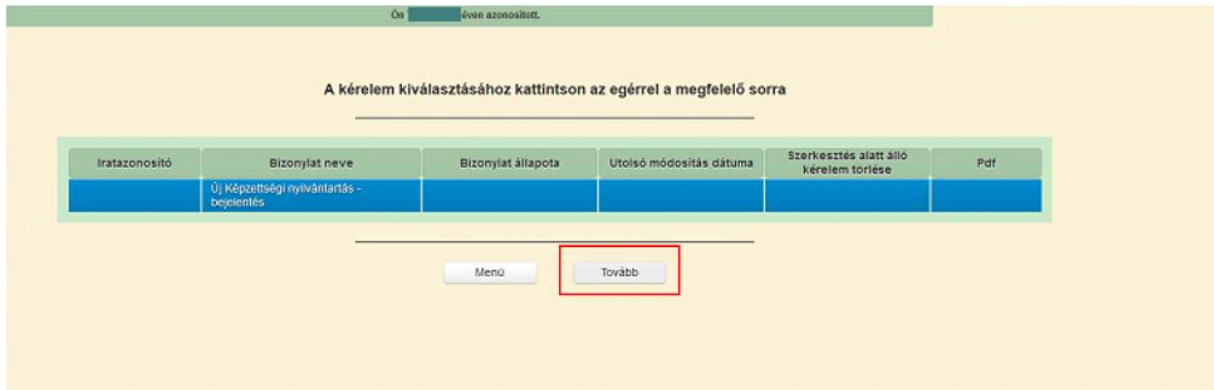 Ön éven azonosított.
A kérelem kiválasztásához kattintson az egérrel a megfelelő sorra
Iratazonosító Bizonylat neve Bizonylat állapota Utolsó módosítás dátuma Szerkesztés alatt álló Pdf
kérelem törlése
Új Képzettségi nyilvántartás -
bejelentés
Menü Tovább